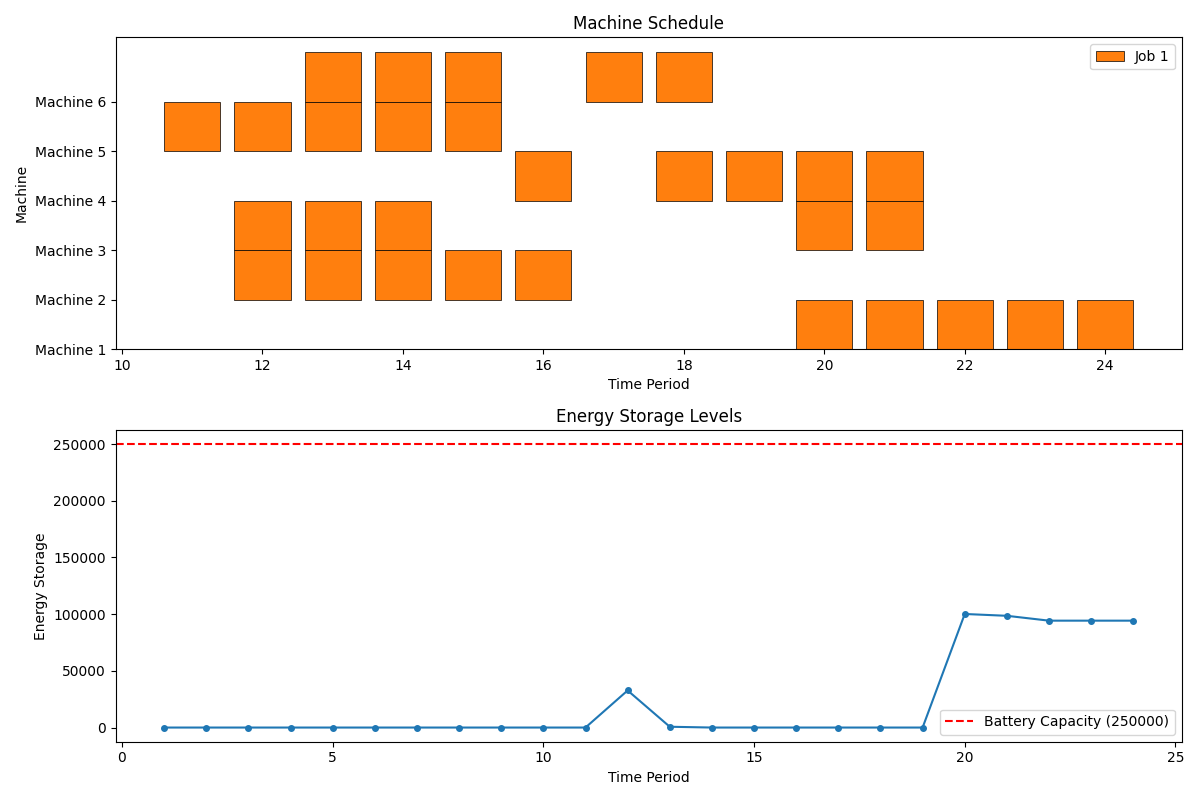 Machine Schedule
Job 1
Machine 6
Machine 5
Machine 4
Machine 3
Machine 2
Machine 1
Machine
10 12 14 16 18 20 22 24
Time Period
Energy Storage Levels
250000
200000
150000
100000
50000
0
Energy Storage
Battery Capacity (250000)
0 5 10 15 20 25
Time Period